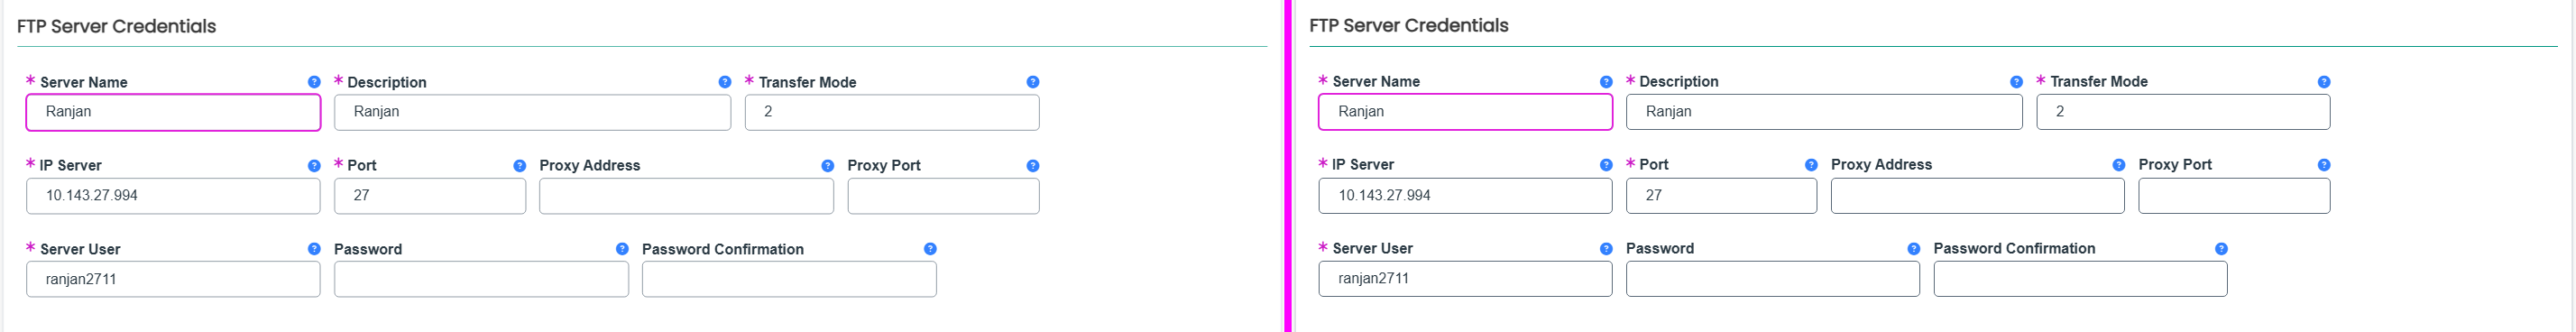 FTP Server Credentials
* Server Name ? * Description ? * Transfer Mode ?
Ranjan Ranjan 2
* IP Server ? * Port ? Proxy Address ? Proxy Port ?
10.143.27.994 27
* Server User ? Password ? Password Confirmation ?
ranjan2711
FTP Server Credentials
* Server Name ? * Description ? * Transfer Mode ?
Ranjan Ranjan 2
* IP Server ? * Port ? Proxy Address ? Proxy Port ?
10.143.27.994 27
* Server User ? Password ? Password Confirmation ?
ranjan2711